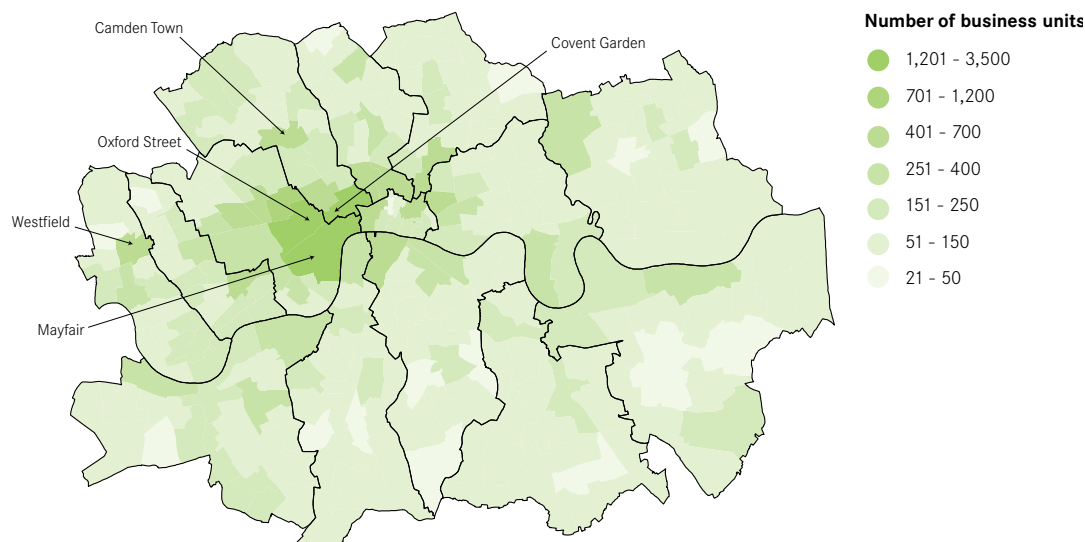 Camden Town
Covent Garden
Oxford Street
Westfield
Mayfair
Number of business units
1,201 - 3,500
701 - 1,200
401 - 700
251 - 400
151 - 250
51 - 150
21 - 50